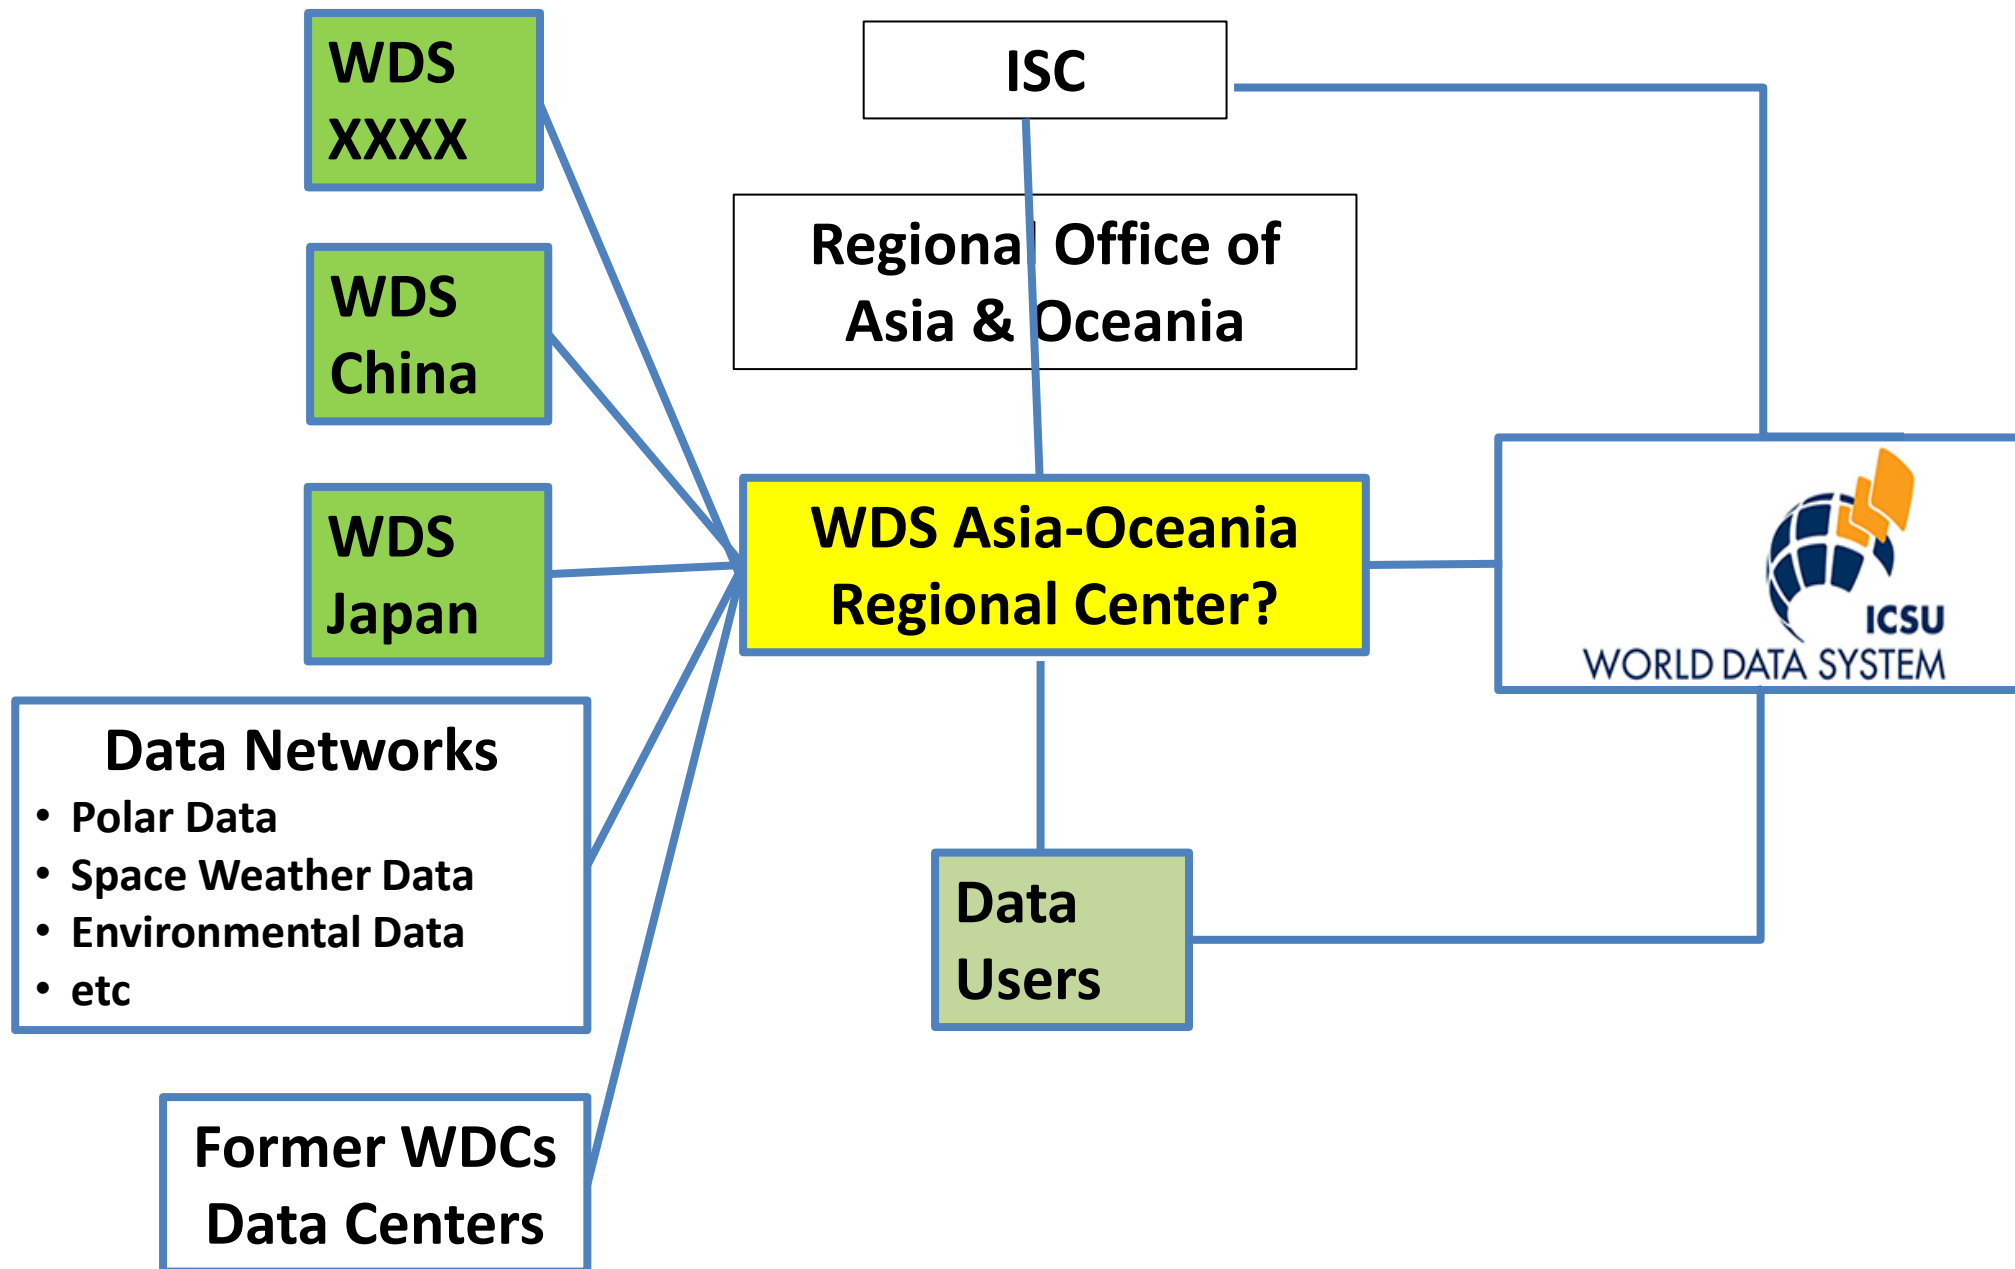 WDS
XXXX
ISC
WDS
China
Regional Office of
Asia & Oceania
WDS
Japan
WDS Asia-Oceania
Regional Center?
ICSU
WORLD DATA SYSTEM
Data Networks
• Polar Data
• Space Weather Data
• Environmental Data
• etc
Data
Users
Former WDCs
Data Centers